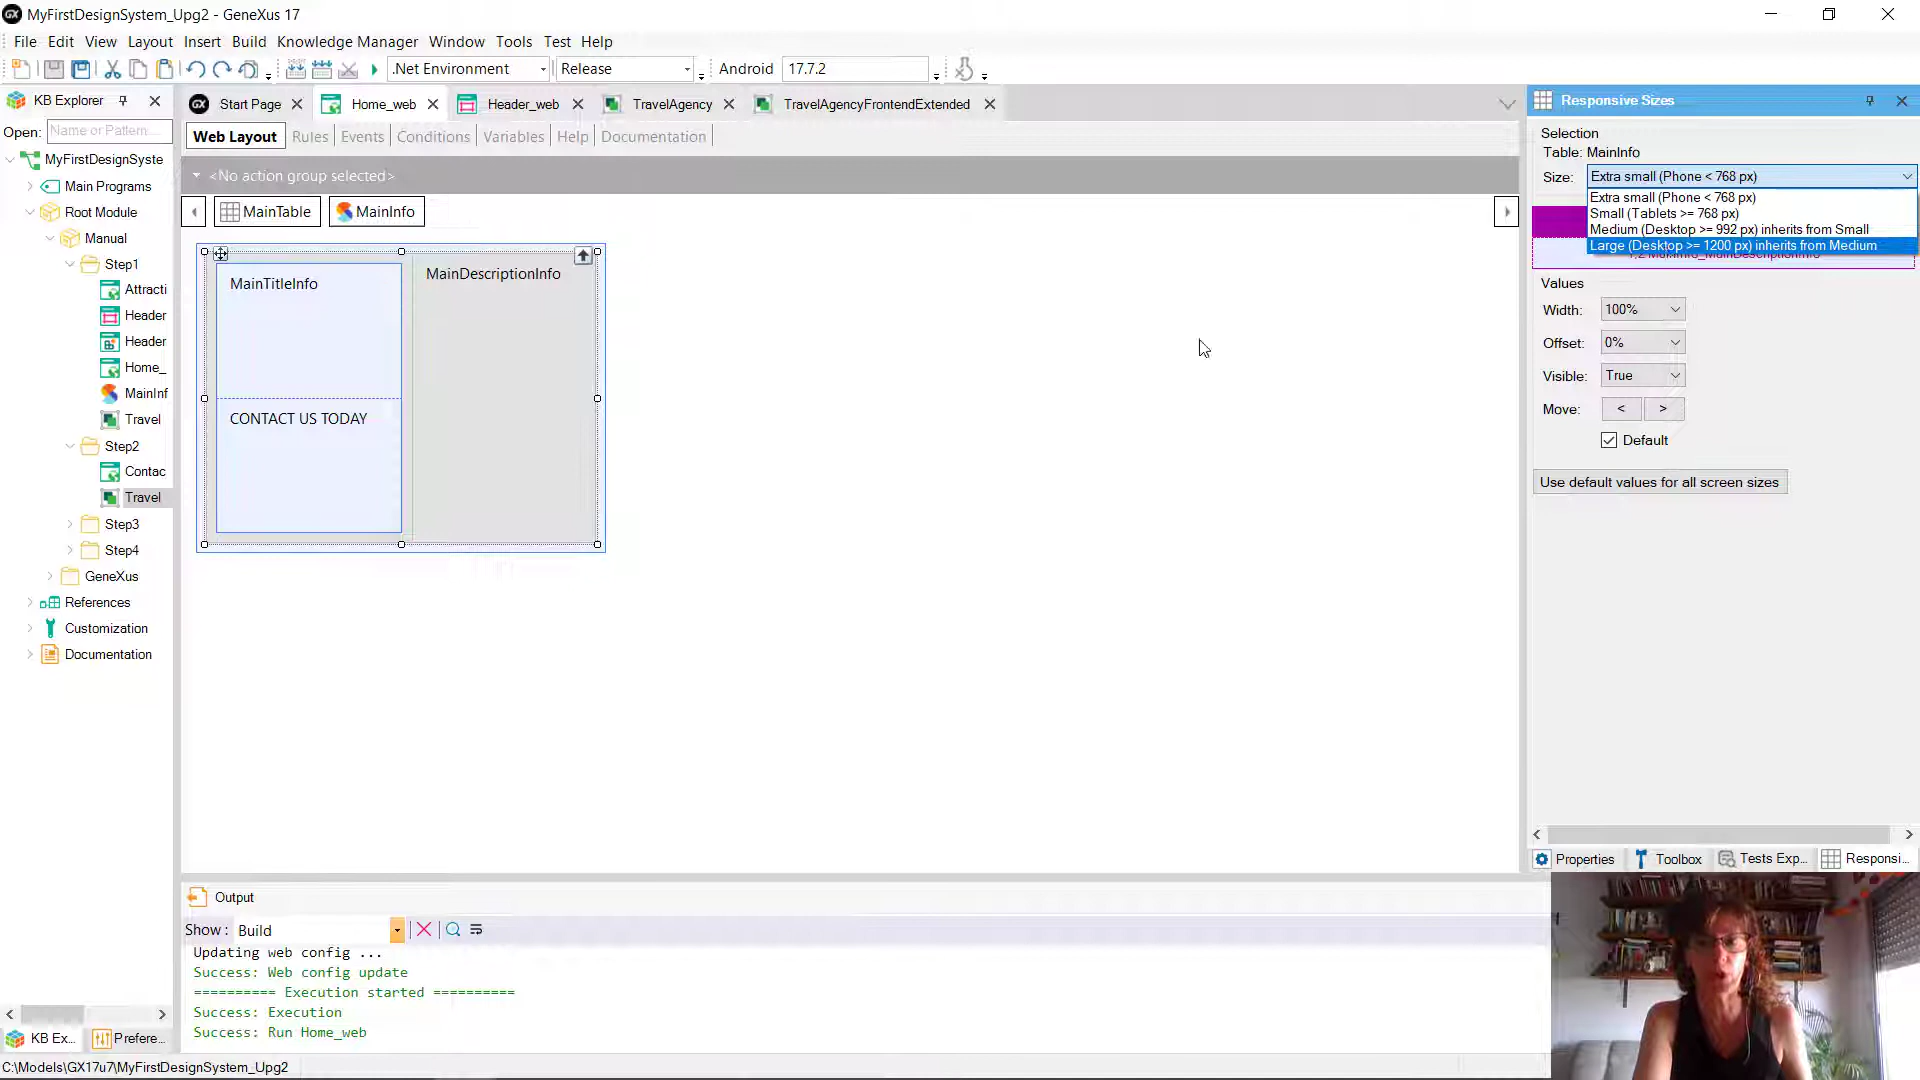 MyFirstDesignSystem_Upg2 - GeneXus 17
File Edit View Layout Insert Build Knowledge Manager Window Tools Test Help
.Net Environment Release Android 17.7.2
KB Explorer
Start Page Home_web Header_web TravelAgency TravelAgencyFrontendExtended
Open: Name or Pattern...
Web Layout Rules Events Conditions Variables Help Documentation
<No action group selected>
MainTable MainInfo
MyFirstDesignSyste
Main Programs
Root Module
Manual
Step1
Attracti
Header
Header
Home_
MainInf
Travel
Step2
Contac
Travel
Step3
Step4
GeneXus
References
Customization
Documentation
MainTitleInfo
MainDescriptionInfo
CONTACT US TODAY
Responsive Sizes
Selection
Table: MainInfo
Size: Extra small (Phone < 768 px)
Extra small (Phone < 768 px)
Small (Tablets >= 768 px)
Medium (Desktop >= 992 px) inherits from Small
Large (Desktop >= 1200 px) inherits from Medium
Values
Width: 100%
Offset: 0%
Visible: True
Move: < >
Default
Use default values for all screen sizes
Properties Toolbox Tests Exp... Responsi...
Output
Show: Build
Updating web config ...
Success: Web config update
========== Execution started ==========
Success: Execution
Success: Run Home_web
KB Ex... Prefere...
C:\Models\GX17u7\MyFirstDesignSystem_Upg2